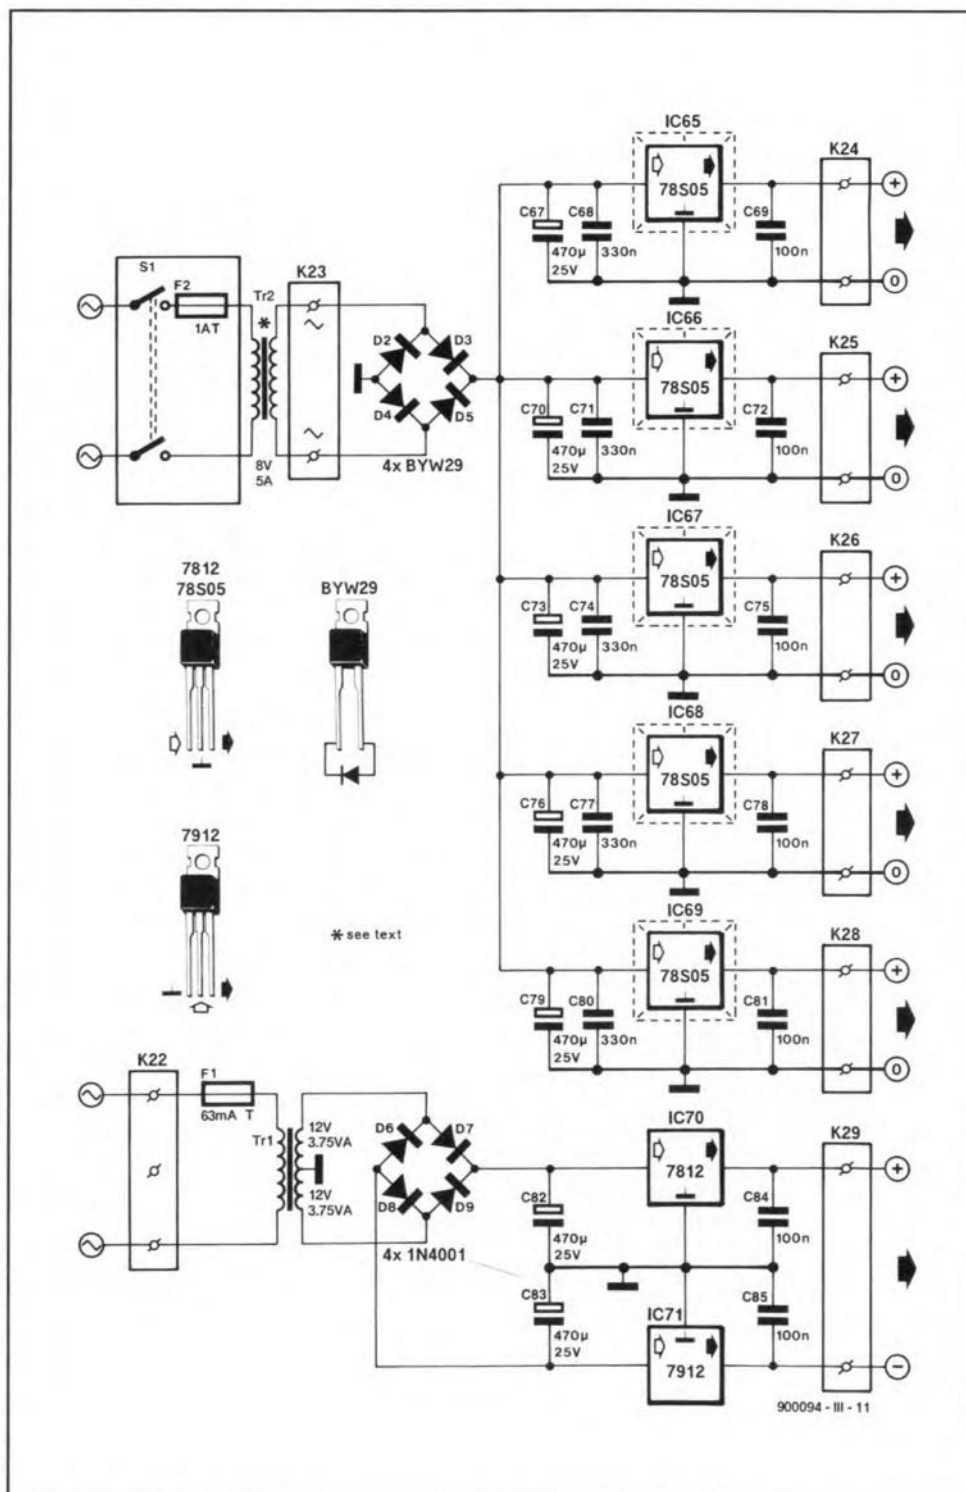 IC65
K24
78S05
C67
C68
C69
470µ
25V
330n
100n
+
0
S1
F2
1AT
Tr2
*
K23
8V
5A
D2
D3
D4
D5
4x BYW29
IC66
K25
78S05
C70
C71
C72
470µ
25V
330n
100n
+
0
IC67
K26
78S05
C73
C74
C75
470µ
25V
330n
100n
+
0
7812
78S05
BYW29
IC68
K27
78S05
C76
C77
C78
470µ
25V
330n
100n
+
0
7912
* see text
IC69
K28
78S05
C79
C80
C81
470µ
25V
330n
100n
+
0
K22
F1
63mA T
Tr1
12V
3.75VA
12V
3.75VA
D6
D7
D8
D9
4x 1N4001
IC70
K29
7812
C82
470µ
25V
C84
100n
+
C83
470µ
25V
IC71
7912
C85
100n
−
900094 - III - 11